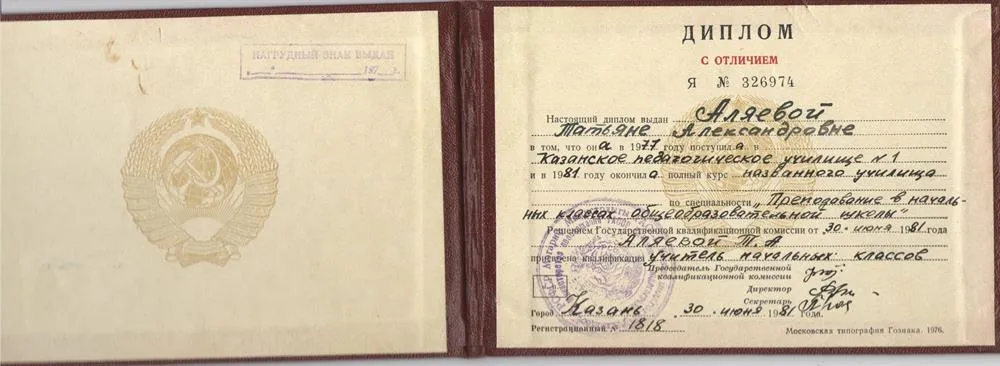 НАГРУДНЫЙ ЗНАК ВЫДАН
197 г.
ДИПЛОМ
С ОТЛИЧИЕМ
Я № 326974
Настоящий диплом выдан Аляевой
Татьяне Александровне
в том, что она в 1977 году поступила в
Казанское педагогическое училище №1
и в 1981 году окончила полный курс названного училища
по специальности „Преподавание в началь-
ных классах общеобразовательной школы"
Решением Государственной квалификационной комиссии от 30 июня 1981 года
Аляевой Т. А
присвоена квалификация учитель начальных классов
Председатель Государственной
квалификационной комиссии
Директор
Секретарь
Город Казань 30 июня 1981 года.
Регистрационный № 1818
Московская типография Гознака. 1976.